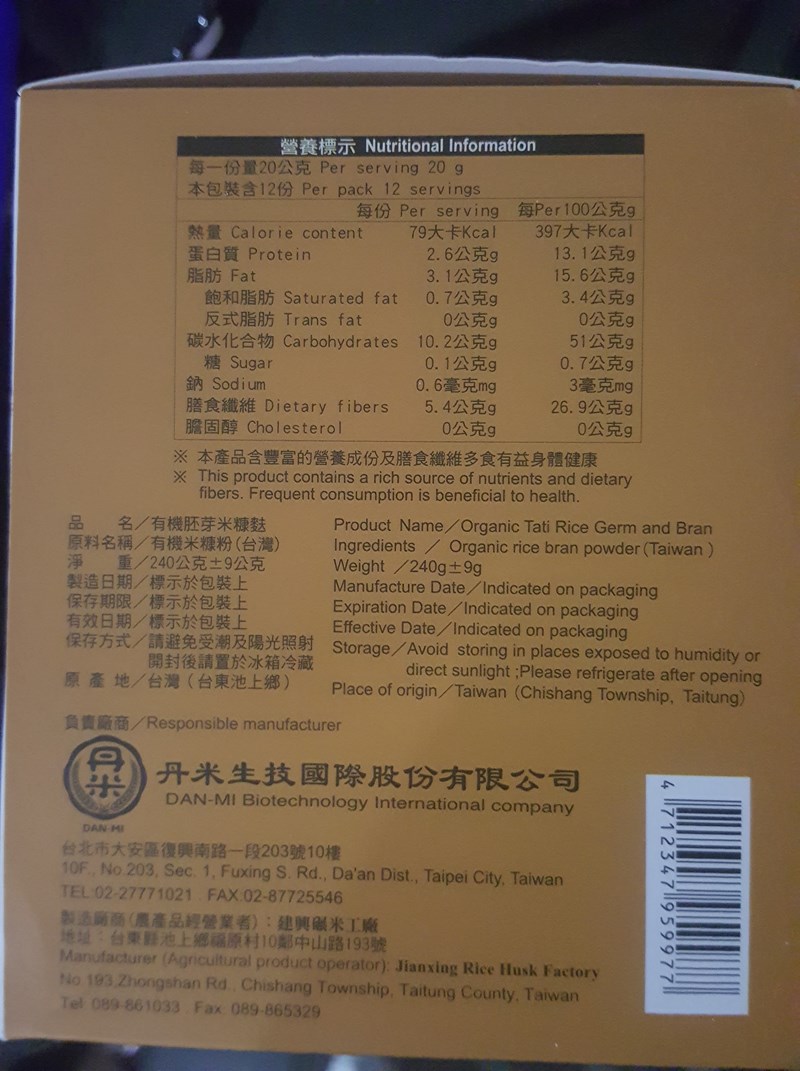 營養標示 Nutritional Information
每一份量20公克 Per serving 20 g
本包裝含12份 Per pack 12 servings
每份 Per serving 每Per100公克g
熱量 Calorie content 79大卡Kcal 397大卡Kcal
蛋白質 Protein 2.6公克g 13.1公克g
脂肪 Fat 3.1公克g 15.6公克g
飽和脂肪 Saturated fat 0.7公克g 3.4公克g
反式脂肪 Trans fat 0公克g 0公克g
碳水化合物 Carbohydrates 10.2公克g 51公克g
糖 Sugar 0.1公克g 0.7公克g
鈉 Sodium 0.6毫克mg 3毫克mg
膳食纖維 Dietary fibers 5.4公克g 26.9公克g
膽固醇 Cholesterol 0公克g 0公克g
※ 本產品含豐富的營養成份及膳食纖維多食有益身體健康
※ This product contains a rich source of nutrients and dietary
fibers. Frequent consumption is beneficial to health.
品 名／有機胚芽米糠麩
原料名稱／有機米糠粉(台灣)
淨 重／240公克±9公克
製造日期／標示於包裝上
保存期限／標示於包裝上
有效日期／標示於包裝上
保存方式／請避免受潮及陽光照射
開封後請置於冰箱冷藏
原 產 地／台灣（台東池上鄉）
Product Name／Organic Tati Rice Germ and Bran
Ingredients ／ Organic rice bran powder(Taiwan )
Weight ／240g±9g
Manufacture Date／Indicated on packaging
Expiration Date／Indicated on packaging
Effective Date／Indicated on packaging
Storage／Avoid storing in places exposed to humidity or
direct sunlight ;Please refrigerate after opening
Place of origin／Taiwan (Chishang Township, Taitung)
負責廠商／Responsible manufacturer
丹米
DAN-MI
丹米生技國際股份有限公司
DAN-MI Biotechnology International company
台北市大安區復興南路一段203號10樓
10F., No.203, Sec. 1, Fuxing S. Rd., Da'an Dist., Taipei City, Taiwan
TEL:02-27771021 FAX:02-87725546
製造廠商(農產品經營業者)：建興碾米工廠
地址：台東縣池上鄉福原村10鄰中山路193號
Manufacturer (Agricultural product operator): Jianxing Rice Husk Factory
No.193,Zhongshan Rd., Chishang Township, Taitung County, Taiwan
Tel: 089-861033 Fax: 089-865329
4 712347 959977